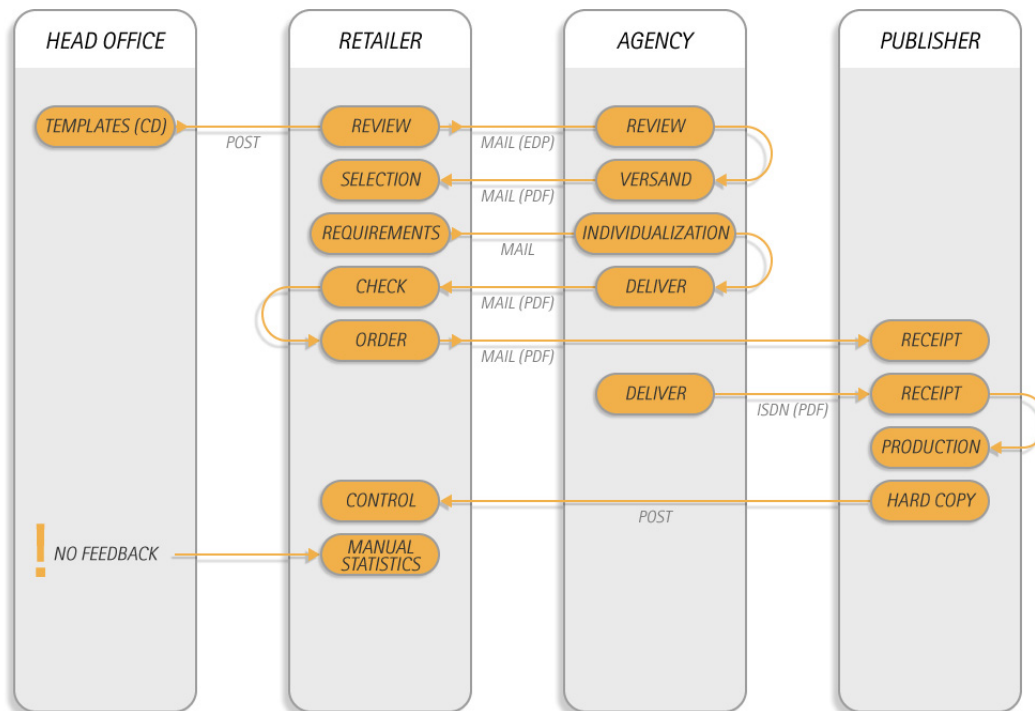 HEAD OFFICE
RETAILER
AGENCY
PUBLISHER
TEMPLATES (CD)
POST
REVIEW
MAIL (EDP)
REVIEW
SELECTION
MAIL (PDF)
VERSAND
REQUIREMENTS
MAIL
INDIVIDUALIZATION
CHECK
MAIL (PDF)
DELIVER
ORDER
MAIL (PDF)
RECEIPT
DELIVER
ISDN (PDF)
RECEIPT
PRODUCTION
CONTROL
POST
HARD COPY
! NO FEEDBACK
MANUAL
STATISTICS